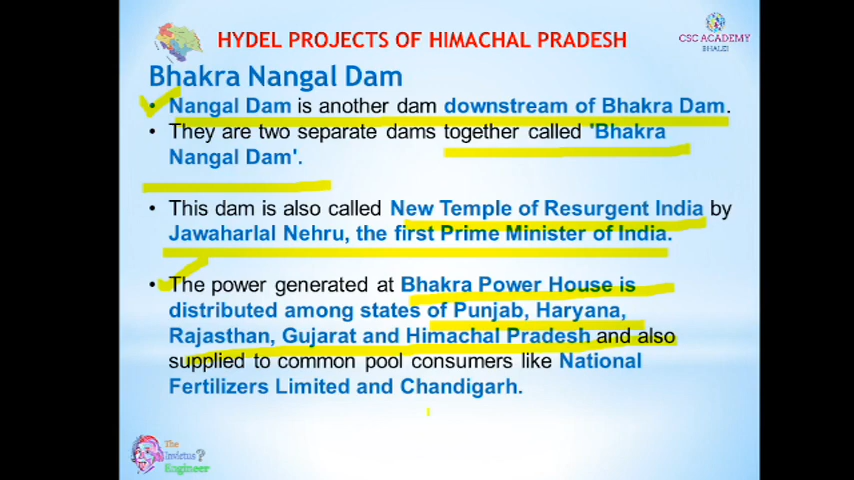 HYDEL PROJECTS OF HIMACHAL PRADESH
CSC ACADEMY
Bhakra Nangal Dam
• Nangal Dam is another dam downstream of Bhakra Dam.
• They are two separate dams together called 'Bhakra
Nangal Dam'.
• This dam is also called New Temple of Resurgent India by
Jawaharlal Nehru, the first Prime Minister of India.
• The power generated at Bhakra Power House is
distributed among states of Punjab, Haryana,
Rajasthan, Gujarat and Himachal Pradesh and also
supplied to common pool consumers like National
Fertilizers Limited and Chandigarh.
The
Invictus?
Engineer